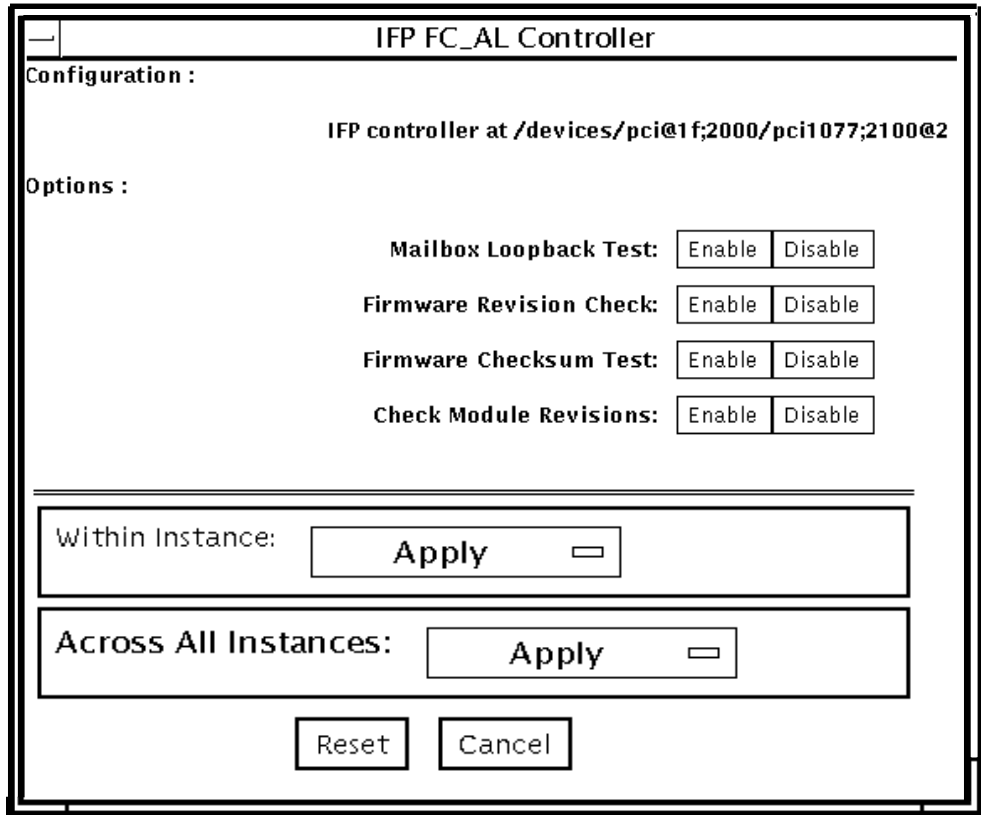 IFP FC_AL Controller
Configuration :
IFP controller at /devices/pci@1f;2000/pci1077;2100@2
Options :
Mailbox Loopback Test: Enable Disable
Firmware Revision Check: Enable Disable
Firmware Checksum Test: Enable Disable
Check Module Revisions: Enable Disable
Within Instance: Apply
Across All Instances: Apply
Reset Cancel